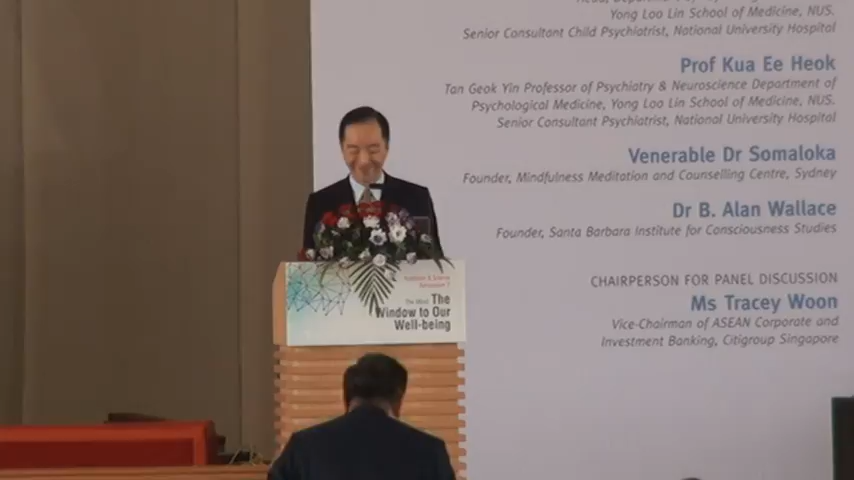 Yong Loo Lin School of Medicine, NUS.
Senior Consultant Child Psychiatrist, National University Hospital
Prof Kua Ee Heok
Tan Geok Yin Professor of Psychiatry & Neuroscience Department of
Psychological Medicine, Yong Loo Lin School of Medicine, NUS.
Senior Consultant Psychiatrist, National University Hospital
Venerable Dr Somaloka
Founder, Mindfulness Meditation and Counselling Centre, Sydney
Dr B. Alan Wallace
Founder, Santa Barbara Institute for Consciousness Studies
CHAIRPERSON FOR PANEL DISCUSSION
Ms Tracey Woon
Vice-Chairman of ASEAN Corporate and
Investment Banking, Citigroup Singapore
& Science
The Mind: The
Window to Our
Well-being